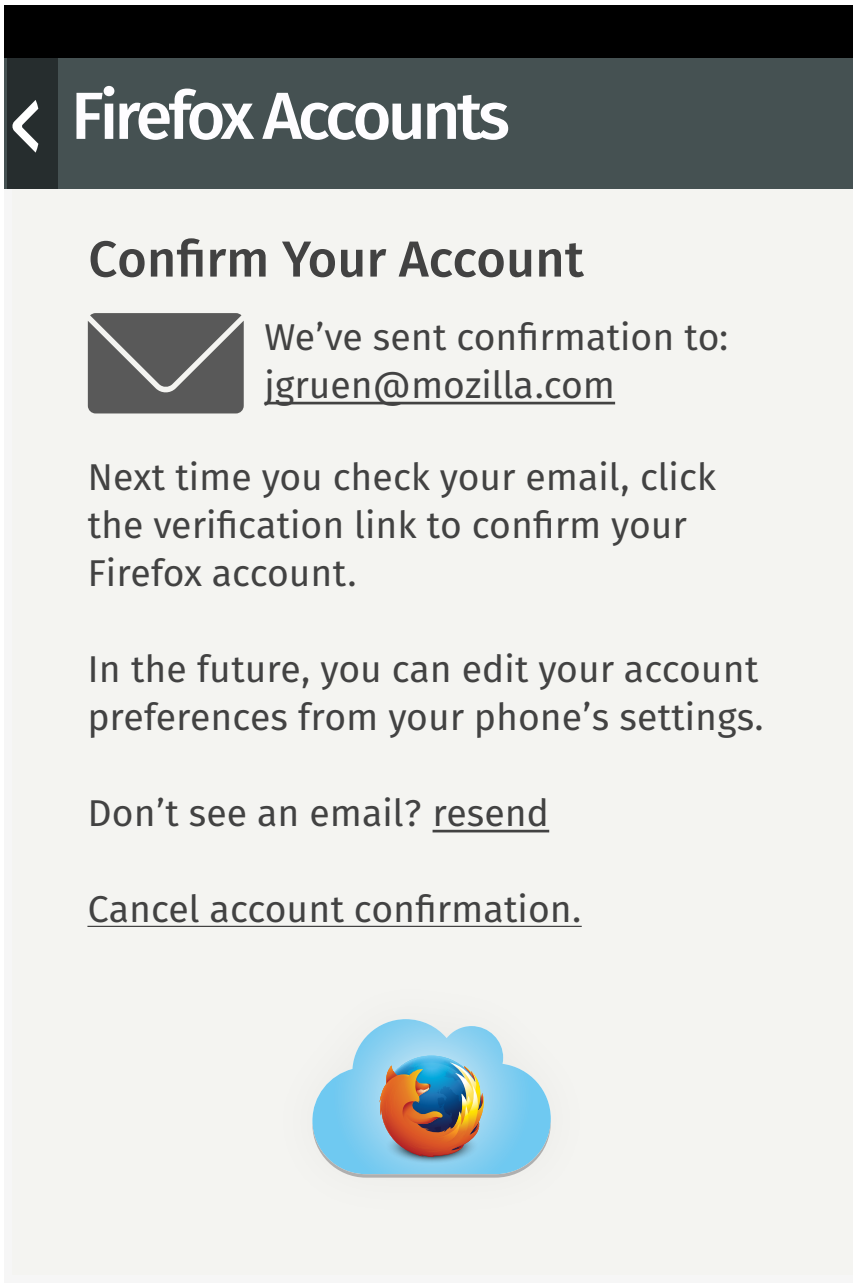 Firefox Accounts
Confirm Your Account
We’ve sent confirmation to:
jgruen@mozilla.com
Next time you check your email, click
the verification link to confirm your
Firefox account.
In the future, you can edit your account
preferences from your phone’s settings.
Don’t see an email? resend
Cancel account confirmation.